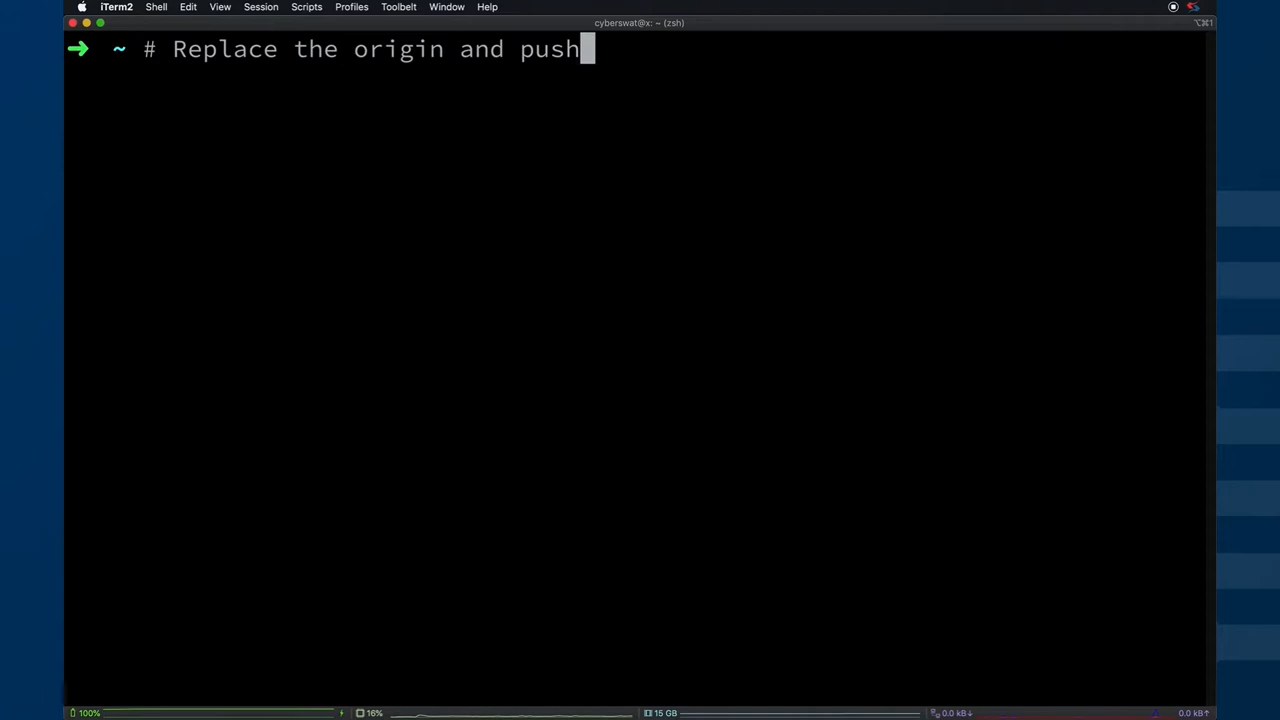 iTerm2 Shell Edit View Session Scripts Profiles Toolbelt Window Help
cyberswat@x: ~ (zsh) ⌥⌘1
➜ ~ # Replace the origin and push
100% 16% 15 GB 0.0 kB↓ 0.0 kB↑